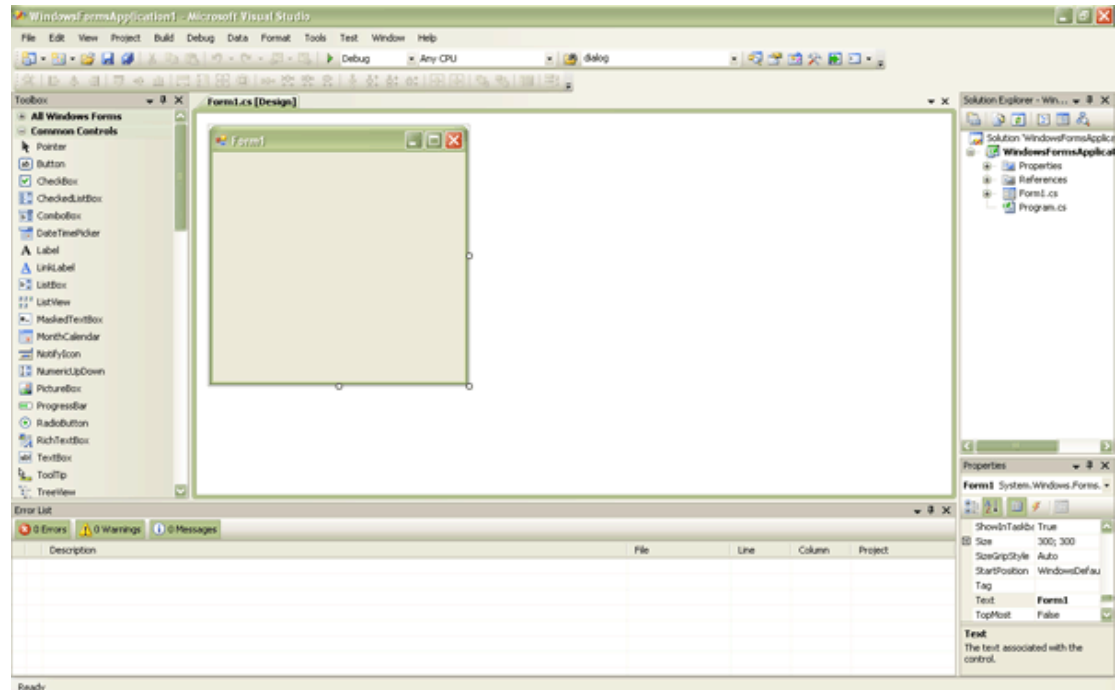 WindowsFormsApplication1 - Microsoft Visual Studio
File Edit View Project Build Debug Data Format Tools Test Window Help
Debug Any CPU dialog
Toolbox
All Windows Forms
Common Controls
Pointer
Button
CheckBox
CheckedListBox
ComboBox
DateTimePicker
Label
LinkLabel
ListBox
ListView
MaskedTextBox
MonthCalendar
NotifyIcon
NumericUpDown
PictureBox
ProgressBar
RadioButton
RichTextBox
TextBox
ToolTip
TreeView
Form1.cs [Design]
Form1
Solution Explorer - Win...
Solution 'WindowsFormsApplica
WindowsFormsApplicat
Properties
References
Form1.cs
Program.cs
Properties
Form1 System.Windows.Forms.
ShowInTaskba True
Size 300; 300
SizeGripStyle Auto
StartPosition WindowsDefau
Tag
Text Form1
TopMost False
Text
The text associated with the
control.
Error List
0 Errors 0 Warnings 0 Messages
Description File Line Column Project
Ready